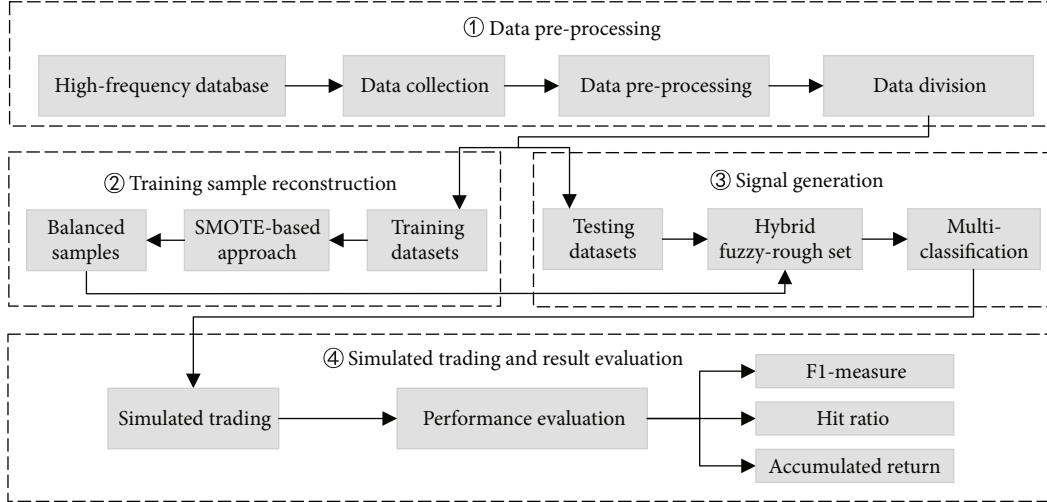 ① Data pre-processing
High-frequency database
Data collection
Data pre-processing
Data division
② Training sample reconstruction
Balanced
samples
SMOTE-based
approach
Training
datasets
③ Signal generation
Testing
datasets
Hybrid
fuzzy-rough set
Multi-
classification
④ Simulated trading and result evaluation
Simulated trading
Performance evaluation
F1-measure
Hit ratio
Accumulated return